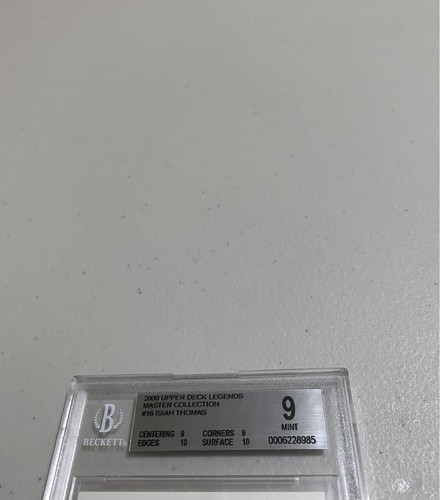 2000 UPPER DECK LEGENDS
MASTER COLLECTION
#16 ISIAH THOMAS
CENTERING 9 CORNERS 9
EDGES 10 SURFACE 10
9
MINT
0006228985
B
BECKETT